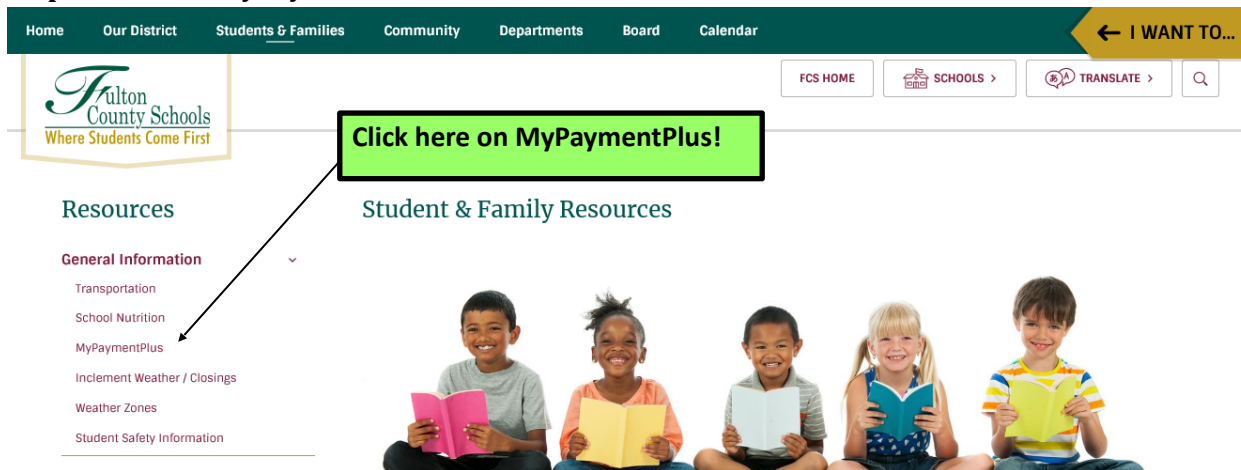 Home Our District Students & Families Community Departments Board Calendar
← I WANT TO...
FCS HOME SCHOOLS > TRANSLATE >
Fulton
County Schools
Where Students Come First
Click here on MyPaymentPlus!
Resources
Student & Family Resources
General Information
Transportation
School Nutrition
MyPaymentPlus
Inclement Weather / Closings
Weather Zones
Student Safety Information